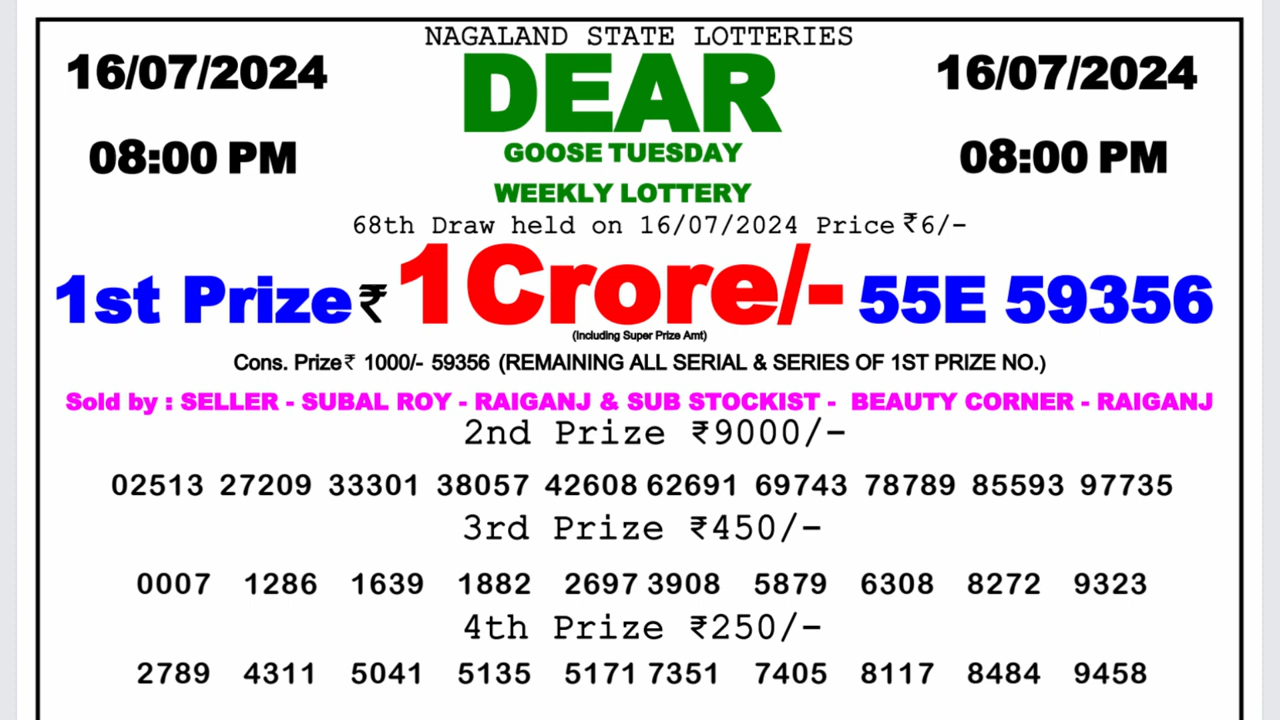 NAGALAND STATE LOTTERIES
16/07/2024 DEAR 16/07/2024
08:00 PM GOOSE TUESDAY 08:00 PM
WEEKLY LOTTERY
68th Draw held on 16/07/2024 Price ₹6/-
1st Prize ₹ 1Crore/- 55E 59356
(Including Super Prize Amt)
Cons. Prize ₹ 1000/- 59356 (REMAINING ALL SERIAL & SERIES OF 1ST PRIZE NO.)
Sold by : SELLER - SUBAL ROY - RAIGANJ & SUB STOCKIST - BEAUTY CORNER - RAIGANJ
2nd Prize ₹9000/-
02513 27209 33301 38057 42608 62691 69743 78789 85593 97735
3rd Prize ₹450/-
0007 1286 1639 1882 2697 3908 5879 6308 8272 9323
4th Prize ₹250/-
2789 4311 5041 5135 5171 7351 7405 8117 8484 9458